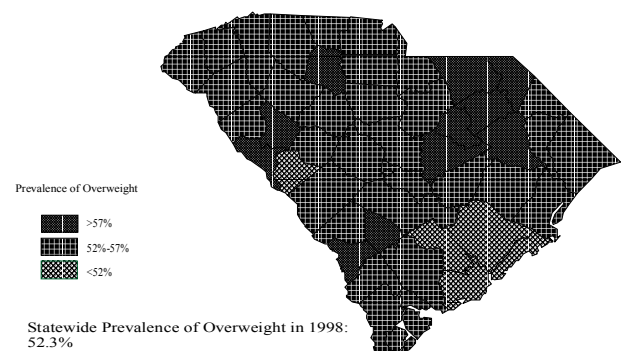 Prevalence of Overweight
>57%
52%-57%
<52%
Statewide Prevalence of Overweight in 1998:
52.3%